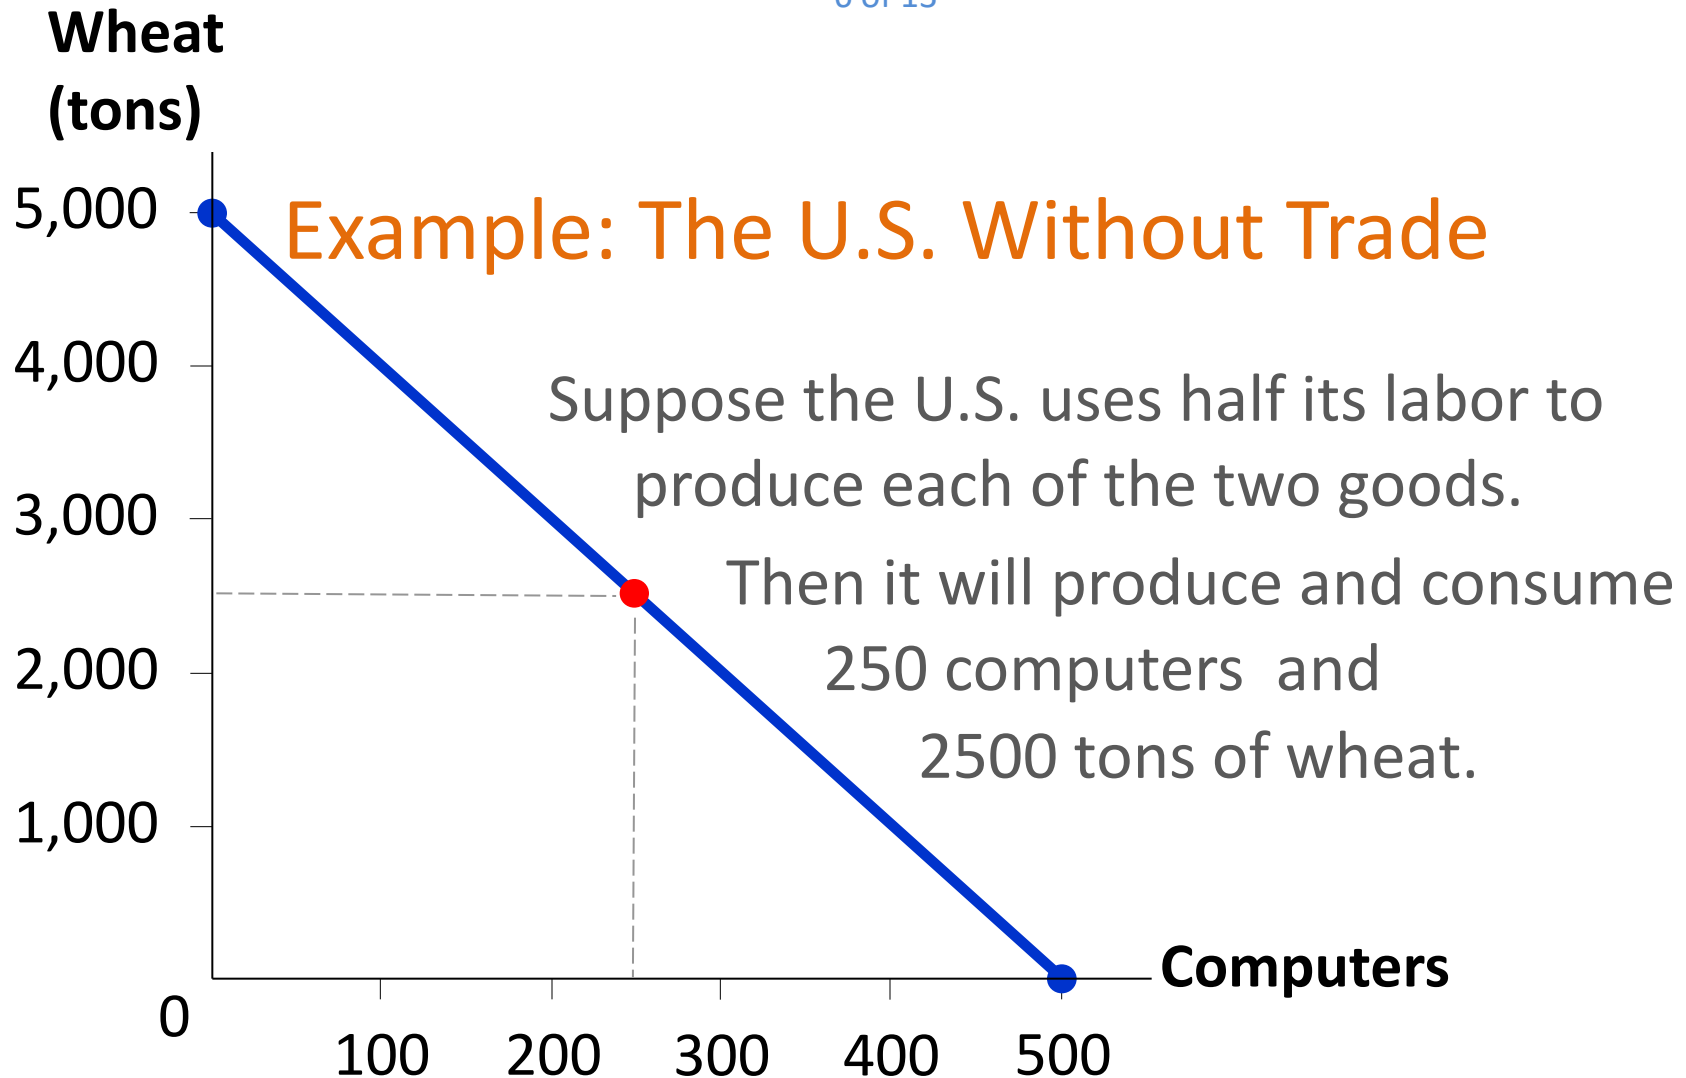 Wheat
(tons)
5,000
Example: The U.S. Without Trade
4,000
Suppose the U.S. uses half its labor to
produce each of the two goods.
3,000
Then it will produce and consume
2,000
250 computers and
2500 tons of wheat.
1,000
Computers
0
100 200 300 400 500